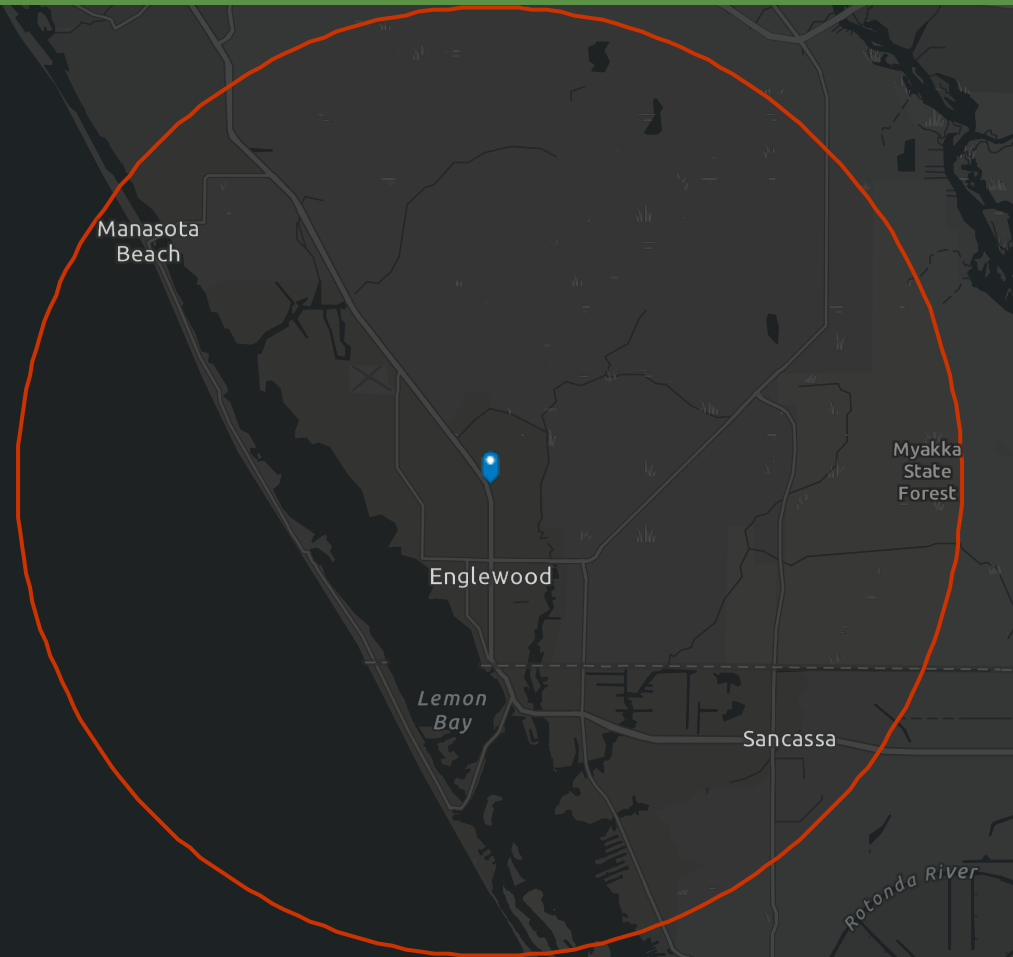 Manasota
Beach
Myakka
State
Forest
Englewood
Lemon
Bay
Sancassa
Rotonda River